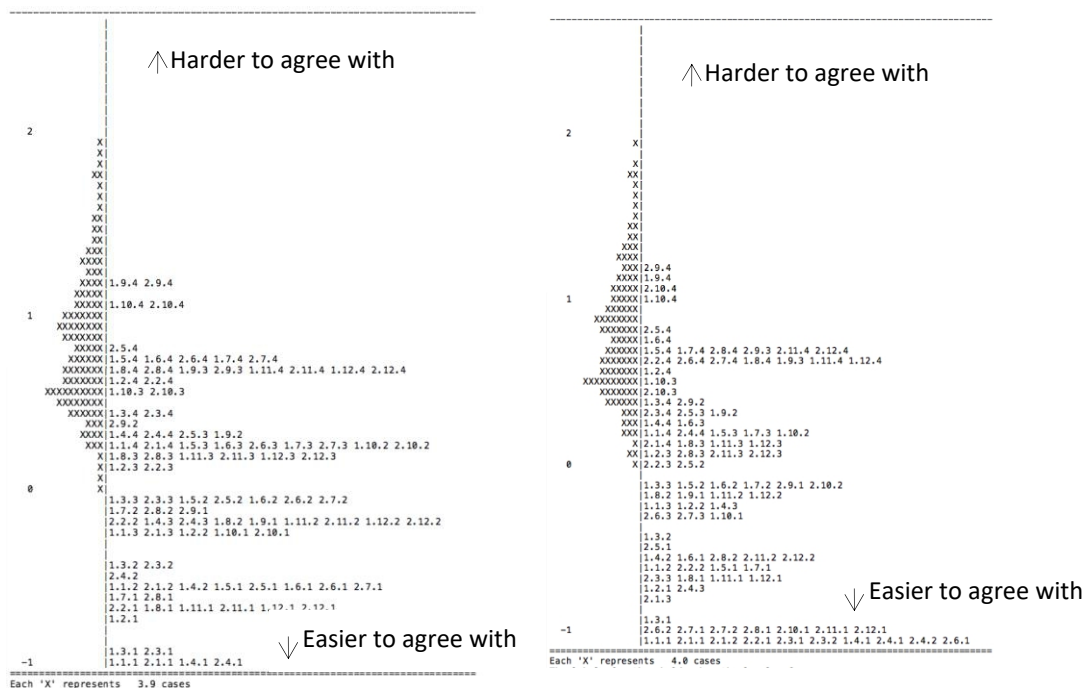 ↑Harder to agree with
2
X|
X|
X|
XX|
X|
X|
X|
XX|
XX|
XX|
XXX|
XXXX|
XXX|
XXXX|1.9.4 2.9.4
XXXXX|
XXXXX|1.10.4 2.10.4
1 XXXXXXX|
XXXXXXXX|
XXXXXXX|
XXXXX|2.5.4
XXXXXX|1.5.4 1.6.4 2.6.4 1.7.4 2.7.4
XXXXXXX|1.8.4 2.8.4 1.9.3 2.9.3 1.11.4 2.11.4 1.12.4 2.12.4
XXXXXXX|1.2.4 2.2.4
XXXXXXXXXX|1.10.3 2.10.3
XXXXXXXX|
XXXXXX|1.3.4 2.3.4
XXX|2.9.2
XXXX|1.4.4 2.4.4 2.5.3 1.9.2
XXX|1.1.4 2.1.4 1.5.3 1.6.3 2.6.3 1.7.3 2.7.3 1.10.2 2.10.2
X|1.8.3 2.8.3 1.11.3 2.11.3 1.12.3 2.12.3
X|1.2.3 2.2.3
X|
0 X|
|1.3.3 2.3.3 1.5.2 2.5.2 1.6.2 2.6.2 2.7.2
|1.7.2 2.8.2 2.9.1
|2.2.2 1.4.3 2.4.3 1.8.2 1.9.1 1.11.2 2.11.2 1.12.2 2.12.2
|1.1.3 2.1.3 1.2.2 1.10.1 2.10.1
|1.3.2 2.3.2
|2.4.2
|1.1.2 2.1.2 1.4.2 1.5.1 2.5.1 1.6.1 2.6.1 2.7.1
|1.7.1 2.8.1
|2.2.1 1.8.1 1.11.1 2.11.1 1.12.1 2.12.1
|1.2.1
↓ Easier to agree with
|1.3.1 2.3.1
-1 |1.1.1 2.1.1 1.4.1 2.4.1
Each 'X' represents 3.9 cases
↑Harder to agree with
2
X|
X|
XX|
XX|
X|
X|
X|
X|
XX|
XX|
XXX|
XXXX|
XXX|2.9.4
XXXX|1.9.4
XXXXX|2.10.4
1 XXXXX|1.10.4
XXXXXX|
XXXXXXXX|
XXXXXXX|2.5.4
XXXXX|1.6.4
XXXXXX|1.5.4 1.7.4 2.8.4 2.9.3 2.11.4 2.12.4
XXXXXXX|2.2.4 2.6.4 2.7.4 1.8.4 1.9.3 1.11.4 1.12.4
XXXXXXX|1.2.4
XXXXXXXXXX|1.10.3
XXXXXXX|2.10.3
XXXXXX|1.3.4 2.9.2
XXX|2.3.4 2.5.3 1.9.2
XXX|1.4.4 1.6.3
XXX|1.1.4 2.4.4 1.5.3 1.7.3 1.10.2
X|2.1.4 1.8.3 1.11.3 1.12.3
XX|1.2.3 2.8.3 2.11.3 2.12.3
0 X|2.2.3 2.5.2
|1.3.3 1.5.2 1.6.2 1.7.2 2.9.1 2.10.2
|1.8.2 1.9.1 1.11.2 1.12.2
|1.1.3 1.2.2 1.4.3
|2.6.3 2.7.3 1.10.1
|1.3.2
|2.5.1
|1.4.2 1.6.1 2.8.2 2.11.2 2.12.2
|1.1.2 2.2.2 1.5.1 1.7.1
|2.3.3 1.8.1 1.11.1 1.12.1
|1.2.1 2.4.3
|2.1.3
↓ Easier to agree with
|1.3.1
-1 |2.6.2 2.7.1 2.7.2 2.8.1 2.10.1 2.11.1 2.12.1
|1.1.1 2.1.1 2.1.2 2.2.1 2.3.1 2.3.2 1.4.1 2.4.1 2.4.2 2.6.1
Each 'X' represents 4.0 cases